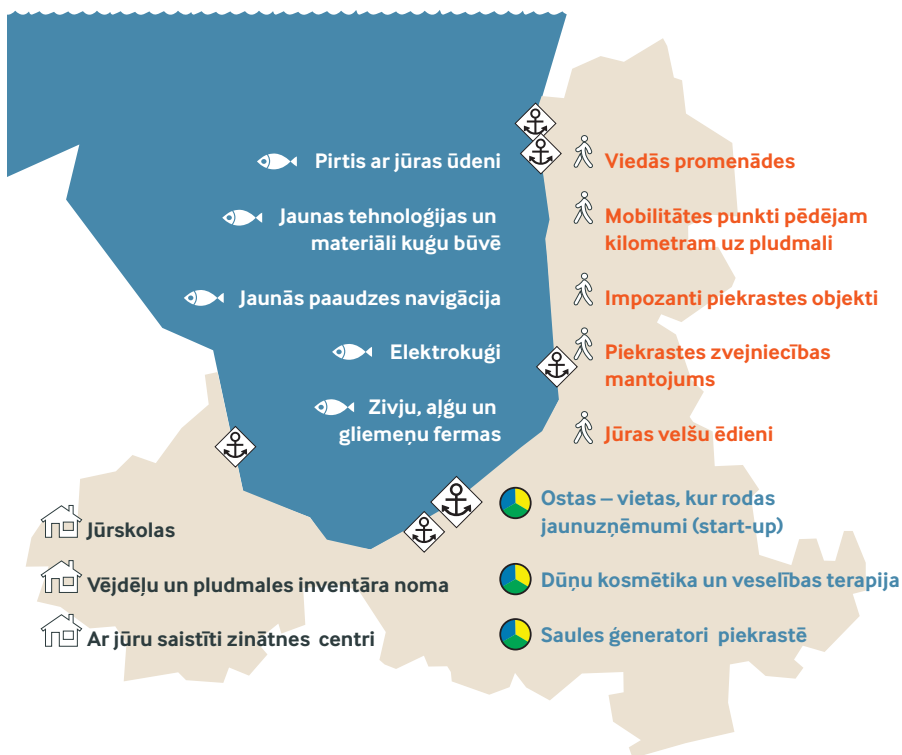 Pirtis ar jūras ūdeni
Jaunas tehnoloģijas un
materiāli kuģu būvē
Jaunās paaudzes navigācija
Elektrokuģi
Zivju, aļģu un
gliemeņu fermas
Viedās promenādes
Mobilitātes punkti pēdējam
kilometram uz pludmali
Impozanti piekrastes objekti
Piekrastes zvejniecības
mantojums
Jūras velšu ēdieni
Jūrskolas
Vējdēļu un pludmales inventāra noma
Ar jūru saistīti zinātnes centri
Ostas – vietas, kur rodas
jaunuzņēmumi (start-up)
Dūņu kosmētika un veselības terapija
Saules ģeneratori piekrastē